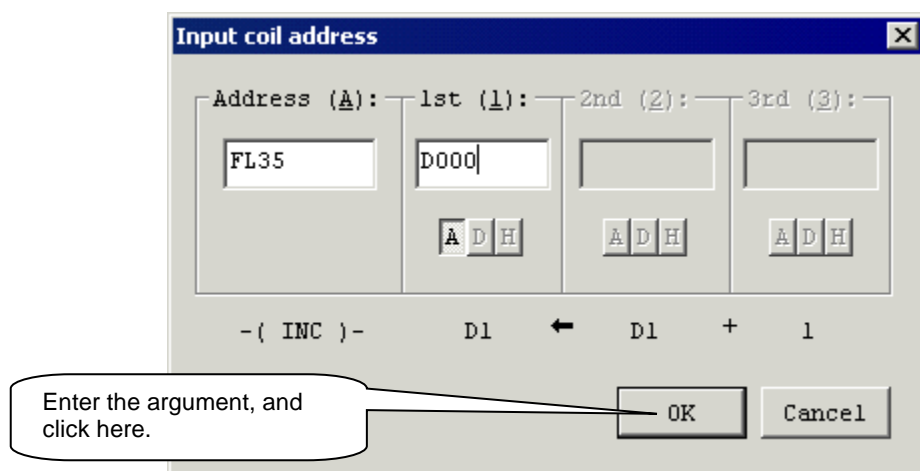 Input coil address
Address (A): 1st (1): 2nd (2): 3rd (3):
FL35 D000
A D H A D H A D H
-( INC )- D1 ← D1 + 1
Enter the argument, and
click here.
OK Cancel